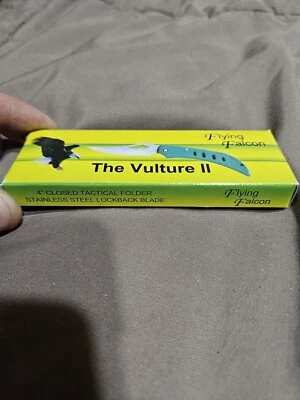 Flying
Falcon
The Vulture II
4" CLOSED TACTICAL FOLDER
STAINLESS STEEL LOCKBACK BLADE
Flying
Falcon